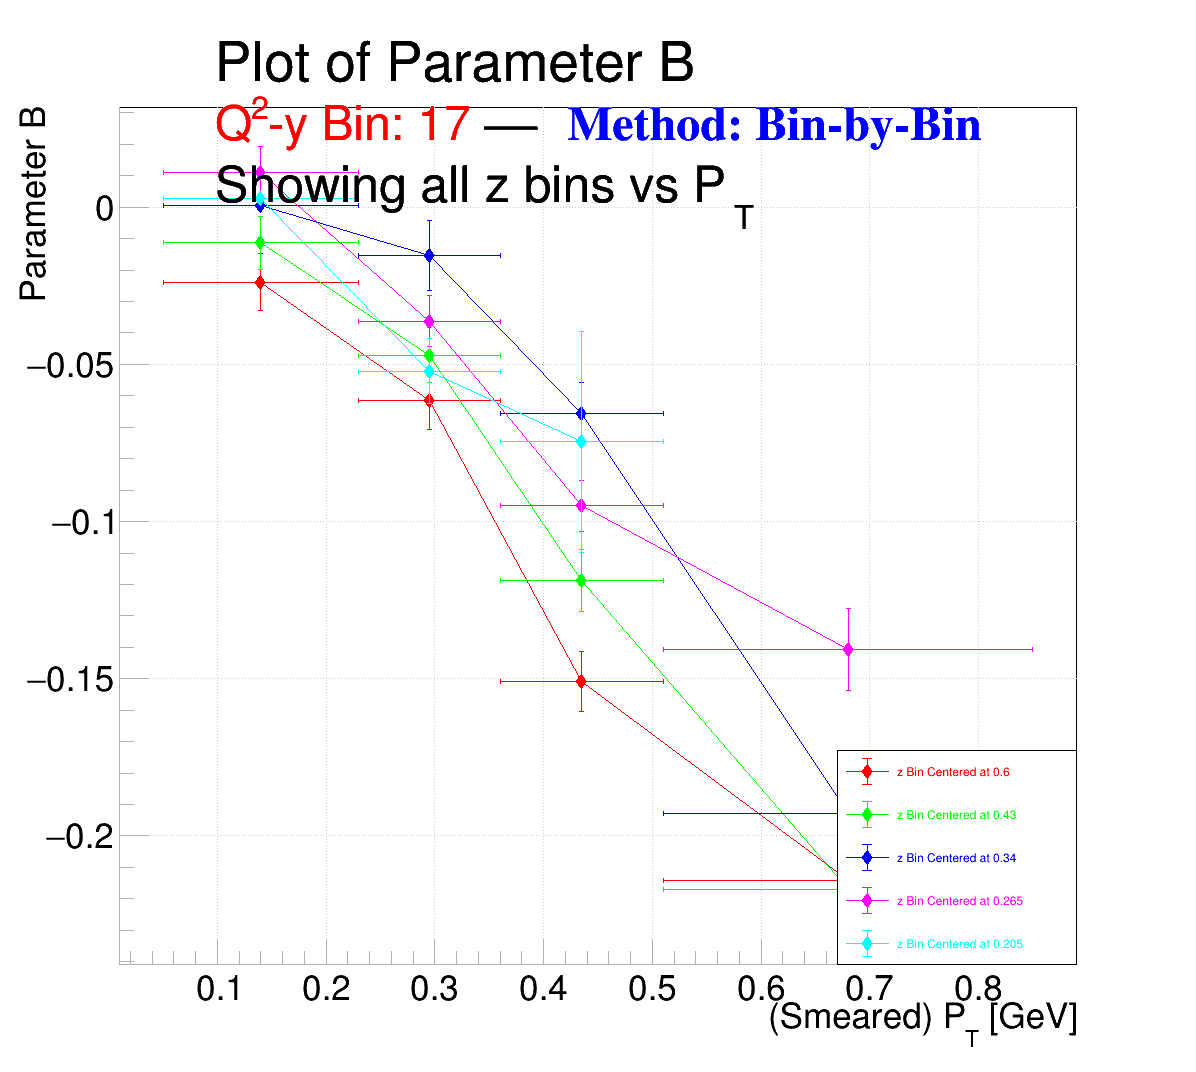 Plot of Parameter B
Q²-y Bin: 17 — Method: Bin-by-Bin
Showing all z bins vs P_T
Parameter B
0
−0.05
−0.1
−0.15
−0.2
z Bin Centered at 0.6
z Bin Centered at 0.43
z Bin Centered at 0.34
z Bin Centered at 0.265
z Bin Centered at 0.205
0.1 0.2 0.3 0.4 0.5 0.6 0.7 0.8
(Smeared) P_T [GeV]